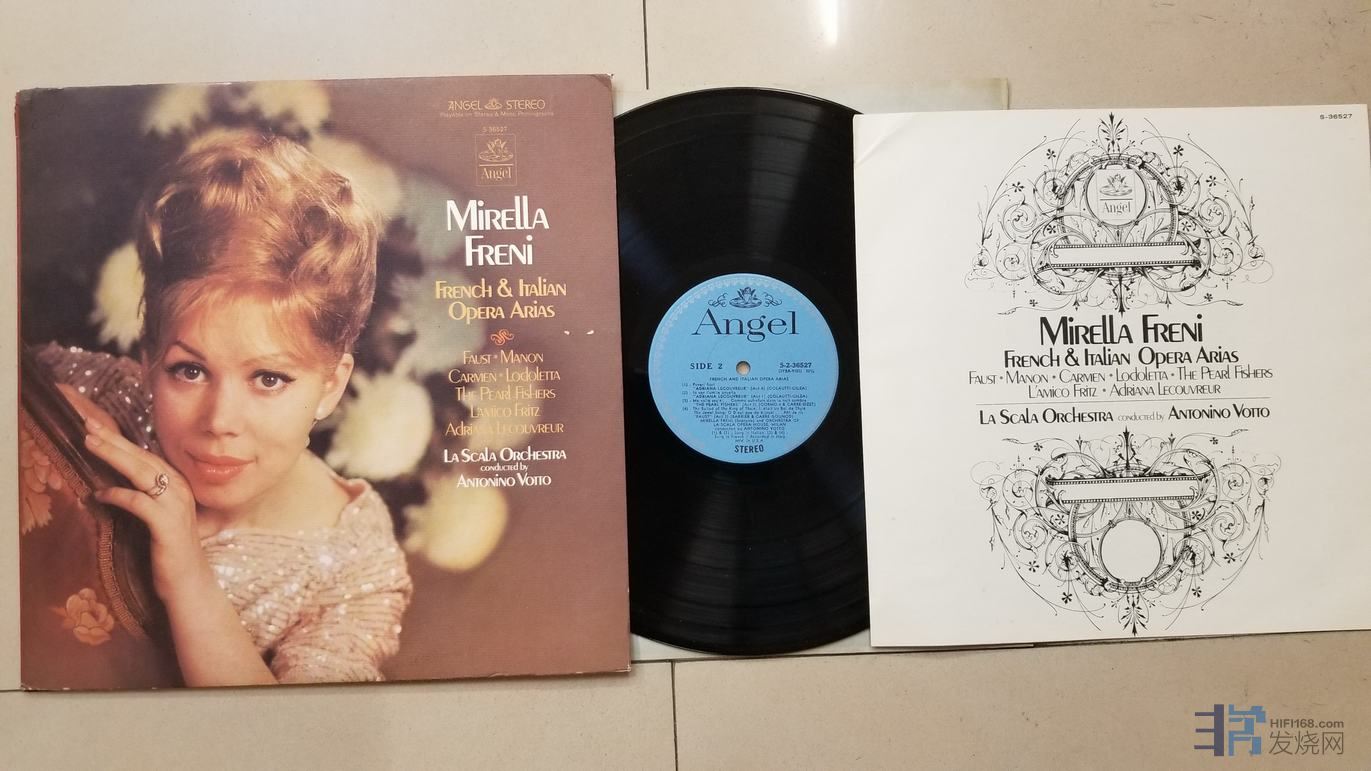 ANGEL STEREO
Playable on Stereo & Mono Phonographs
S 36527
Angel
Mirella
Freni
French & Italian
Opera Arias
Faust • Manon
Carmen • Lodoletta
The Pearl Fishers
L'amico Fritz
Adriana Lecouvreur
La Scala Orchestra
conducted by
Antonino Votto
Angel
SIDE 2
S-2-36527
FRENCH AND ITALIAN OPERA ARIAS
STEREO
S-36527
Angel
Mirella Freni
French & Italian Opera Arias
Faust • Manon • Carmen • Lodoletta • The Pearl Fishers
L'amico Fritz • Adriana Lecouvreur
La Scala Orchestra conducted by Antonino Votto
HIFI168.com
发烧网